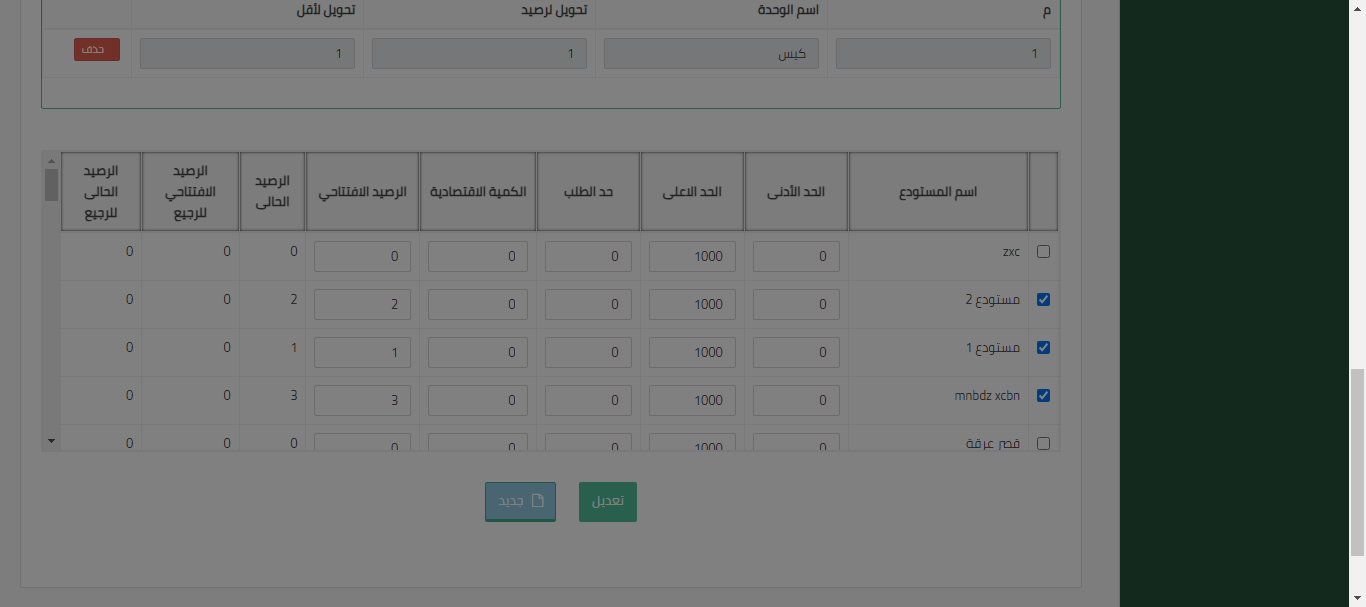 م اسم الوحدة تحويل لرصيد تحويل لأقل
1 كيس 1 1 حذف
اسم المستودع الحد الأدنى الحد الاعلى حد الطلب الكمية الاقتصادية الرصيد الافتتاحي الرصيد الحالى الرصيد الافتتاحي للرجيع الرصيد الحالى للرجيع
zxc 0 1000 0 0 0 0 0 0
مستودع 2 0 1000 0 0 2 2 0 0
مستودع 1 0 1000 0 0 1 1 0 0
mnbdz xcbn 0 1000 0 0 3 3 0 0
قصر عرقة 0 1000 0 0 0 0 0 0
تعديل جديد